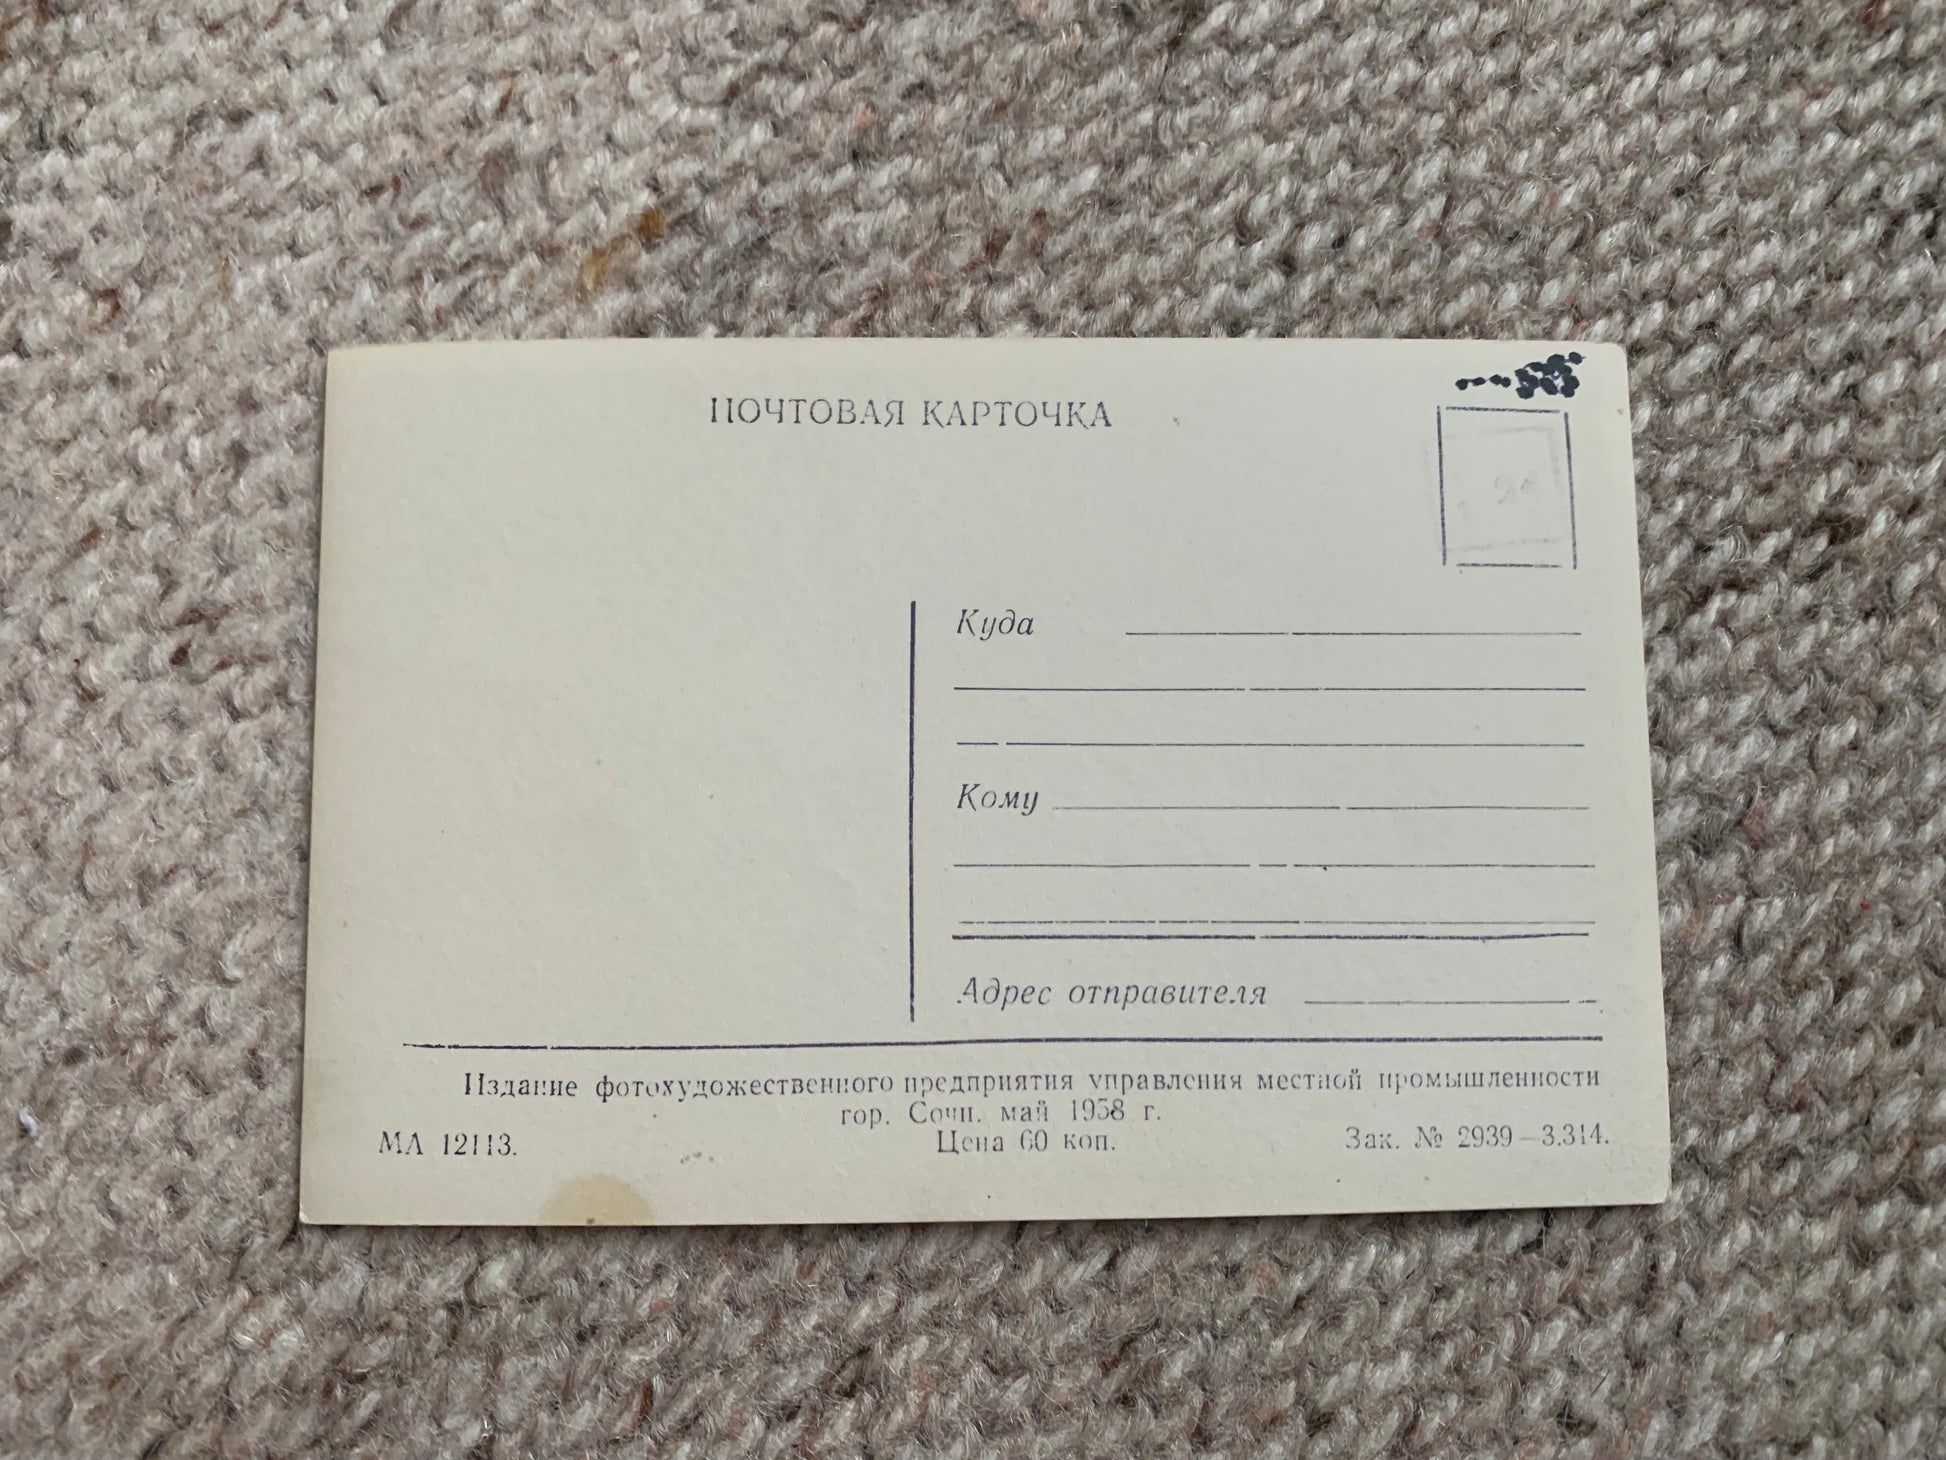 ПОЧТОВАЯ КАРТОЧКА
Куда
Кому
Адрес отправителя
Издание фотохудожественного предприятия управления местной промышленности
гор. Сочи. май 1958 г.
МА 12113.
Цена 60 коп.
Зак. № 2939—3.314.